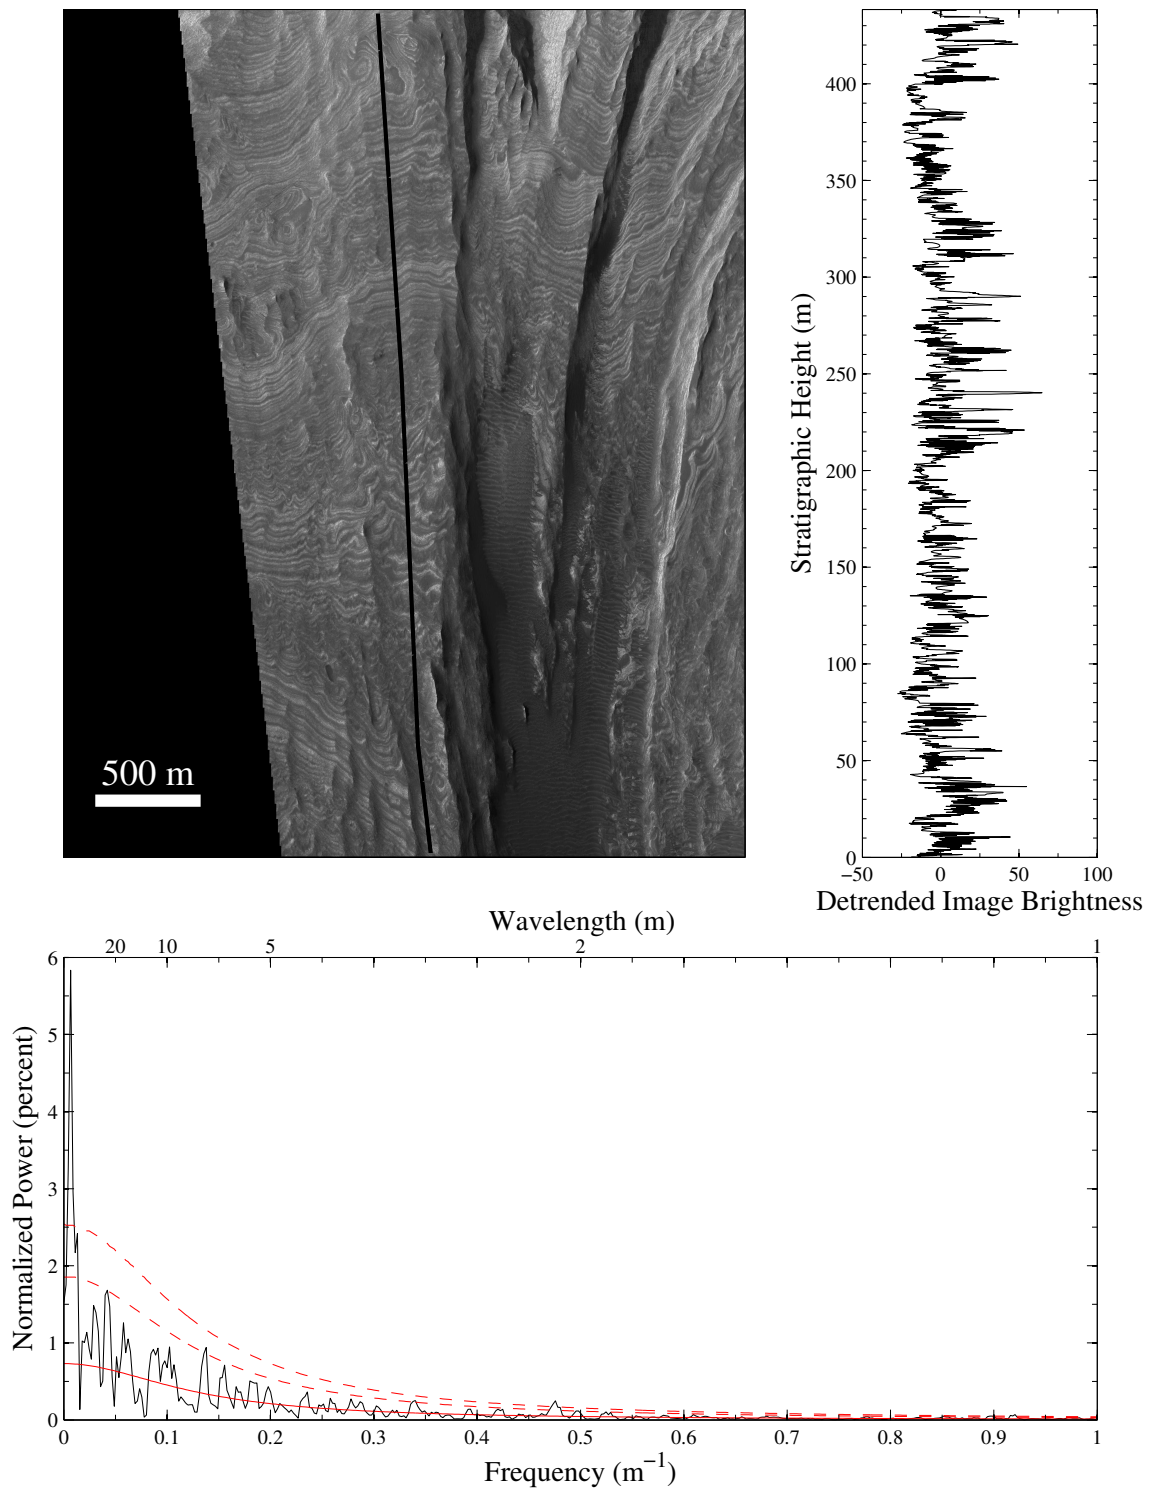 500 m
400
350
300
250
200
150
100
50
0
−50 0 50 100
Stratigraphic Height (m)
Detrended Image Brightness
Wavelength (m)
20 10 5 2 1
6
5
4
3
2
1
0
Normalized Power (percent)
0 0.1 0.2 0.3 0.4 0.5 0.6 0.7 0.8 0.9 1
Frequency (m⁻¹)